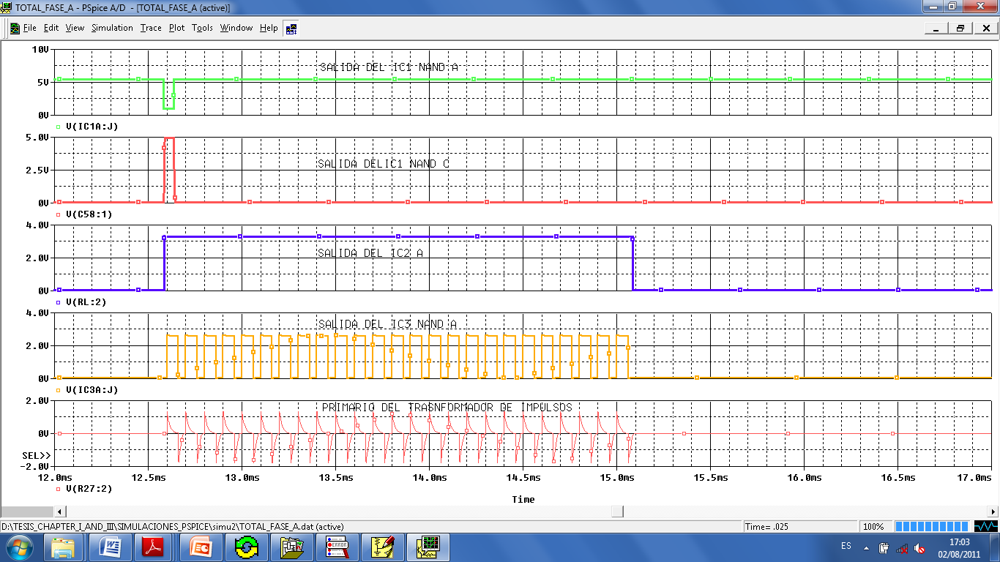 TOTAL_FASE_A - PSpice A/D - [TOTAL_FASE_A (active)]
File Edit View Simulation Trace Plot Tools Window Help
10V
SALIDA DEL IC1 NAND A
5V
0V
V(IC1A:J)
5.0V
SALIDA DELIC1 NAND C
2.5V
0V
V(C58:1)
4.0V
SALIDA DEL IC2 A
2.0V
0V
V(RL:2)
4.0V
SALIDA DEL IC3 NAND A
2.0V
0V
V(IC3A:J)
2.0V
PRIMARIO DEL TRASNFORMADOR DE IMPULSOS
0V
SEL>>
-2.0V
12.0ms 12.5ms 13.0ms 13.5ms 14.0ms 14.5ms 15.0ms 15.5ms 16.0ms 16.5ms 17.0ms
V(R27:2)
Time
D:\TESIS_CHAPTER_I_AND_III\SIMULACIONES_PSPICE\simu2\TOTAL_FASE_A.dat (active) Time= .025 100%
ERROR
ES 17:03
02/08/2011